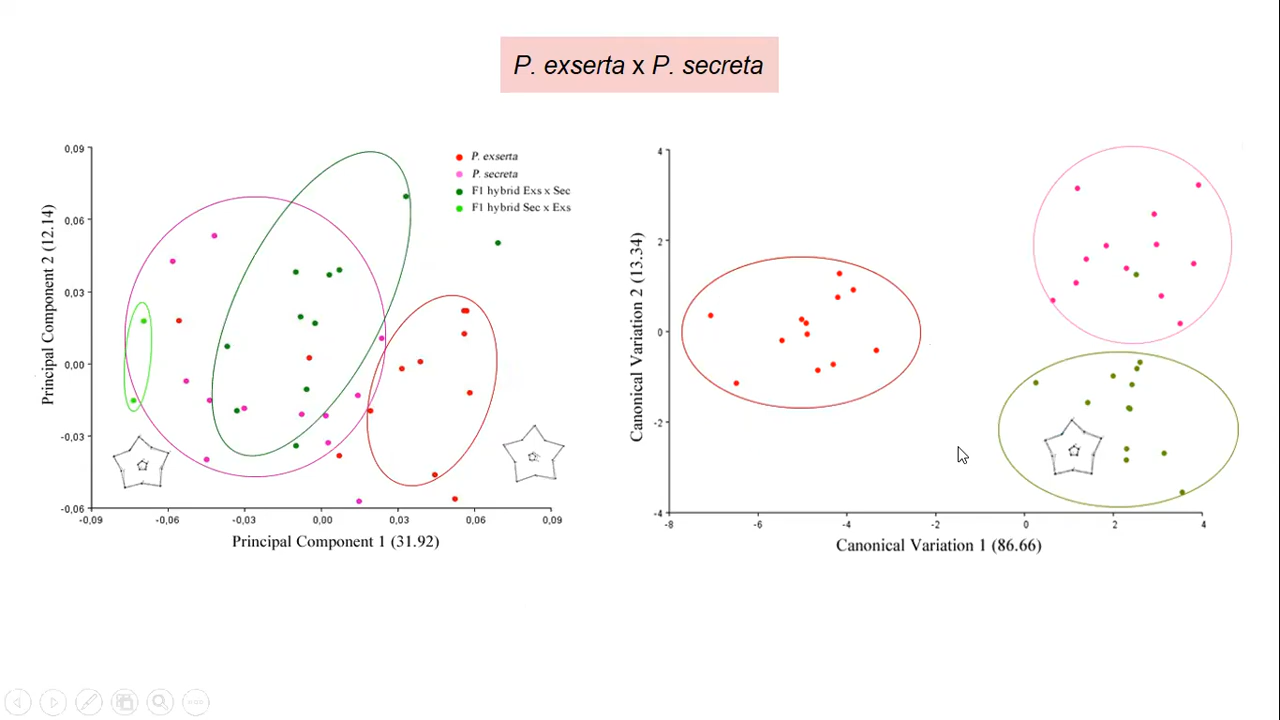 P. exserta x P. secreta
0,09
0,06
0,03
0,00
-0,03
-0,06
-0,09
-0,06
-0,03
0,00
0,03
0,06
0,09
Principal Component 2 (12.14)
Principal Component 1 (31.92)
P. exserta
P. secreta
F1 hybrid Exs x Sec
F1 hybrid Sec x Exs
4
2
0
-2
-4
-8
-6
-4
-2
0
2
4
Canonical Variation 2 (13.34)
Canonical Variation 1 (86.66)